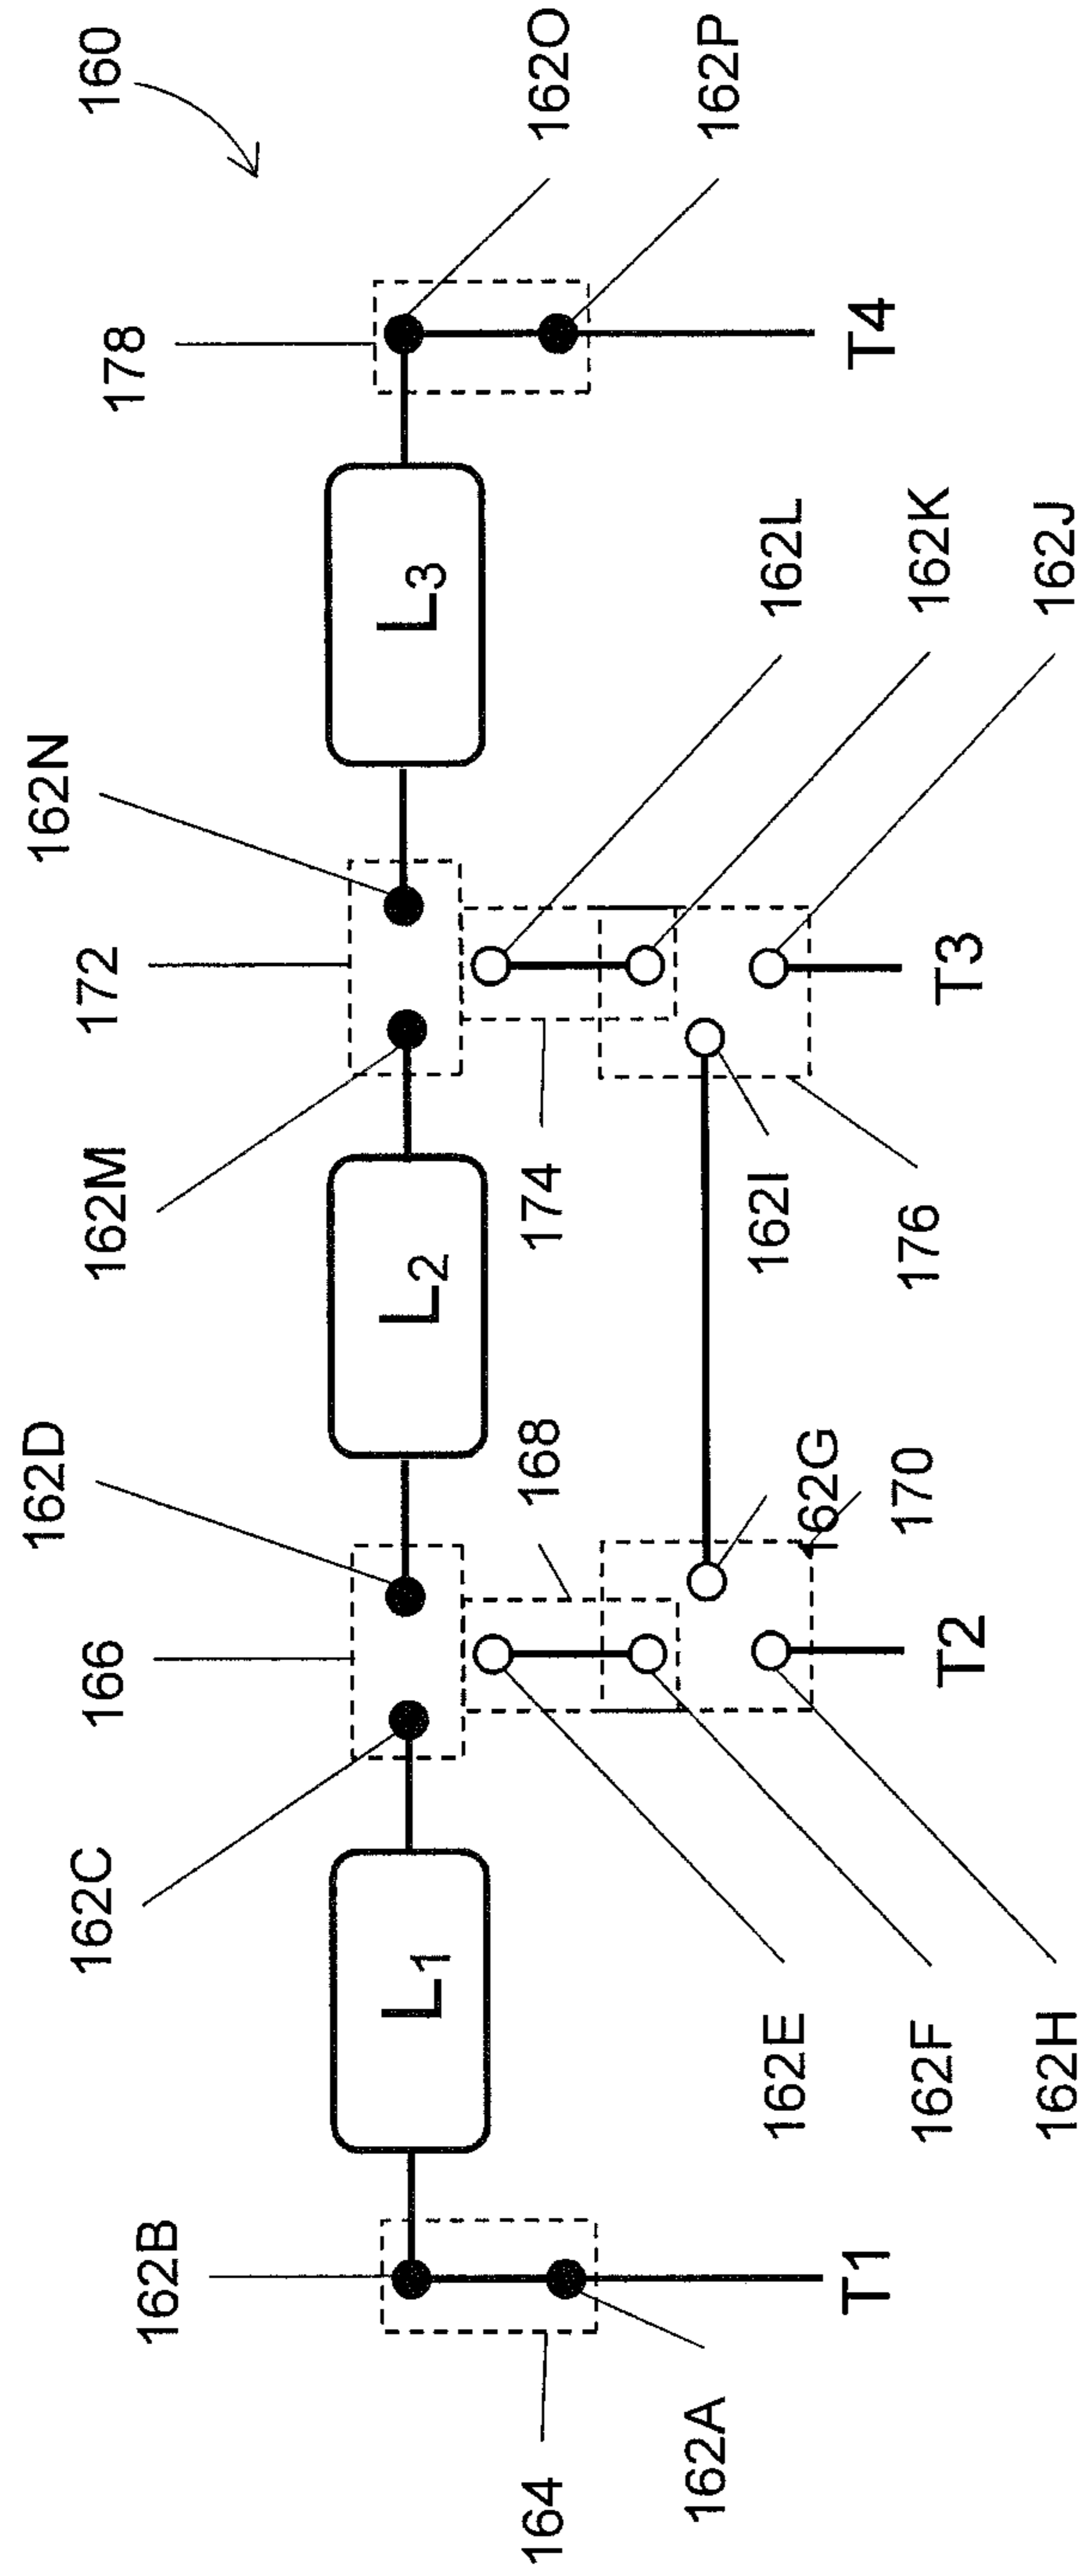 160
162O
162P
178
T4
L3
162L
162K
162J
162N
172
T3
162M
174
162I
176
L2
162D
168
162G
170
166
T2
162C
L1
162E
162F
162H
162B
T1
164
162A